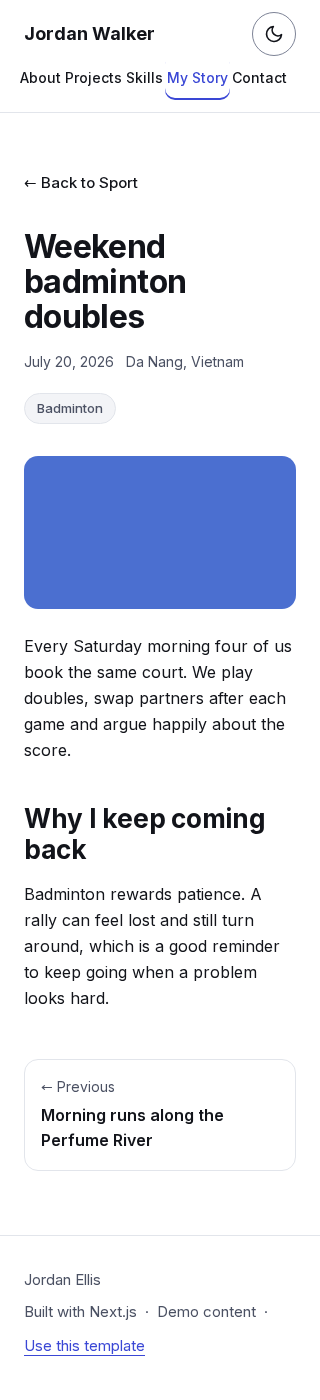 Jordan Walker
About Projects Skills My Story Contact
← Back to Sport
Weekend
badminton
doubles
July 20, 2026 Da Nang, Vietnam
Badminton
Every Saturday morning four of us
book the same court. We play
doubles, swap partners after each
game and argue happily about the
score.
Why I keep coming
back
Badminton rewards patience. A
rally can feel lost and still turn
around, which is a good reminder
to keep going when a problem
looks hard.
← Previous
Morning runs along the
Perfume River
Jordan Ellis
Built with Next.js · Demo content ·
Use this template